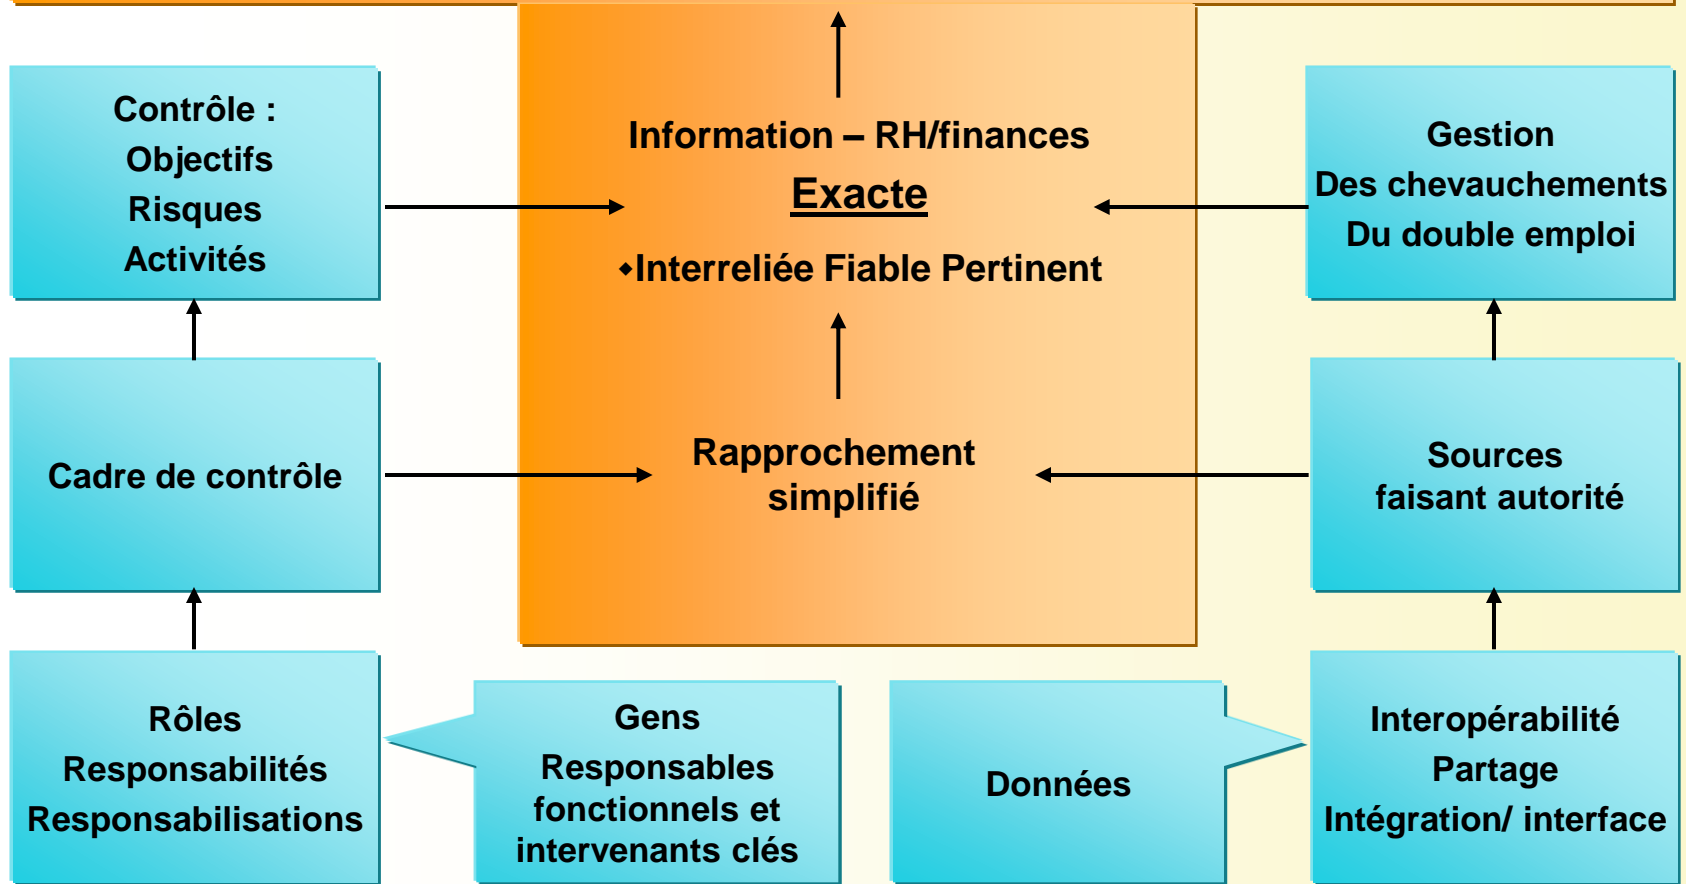 Contrôle :
Objectifs
Risques
Activités
Information – RH/finances
Exacte
◆Interreliée Fiable Pertinent
Gestion
Des chevauchements
Du double emploi
Cadre de contrôle
Rapprochement
simplifié
Sources
faisant autorité
Rôles
Responsabilités
Responsabilisations
Gens
Responsables
fonctionnels et
intervenants clés
Données
Interopérabilité
Partage
Intégration/ interface